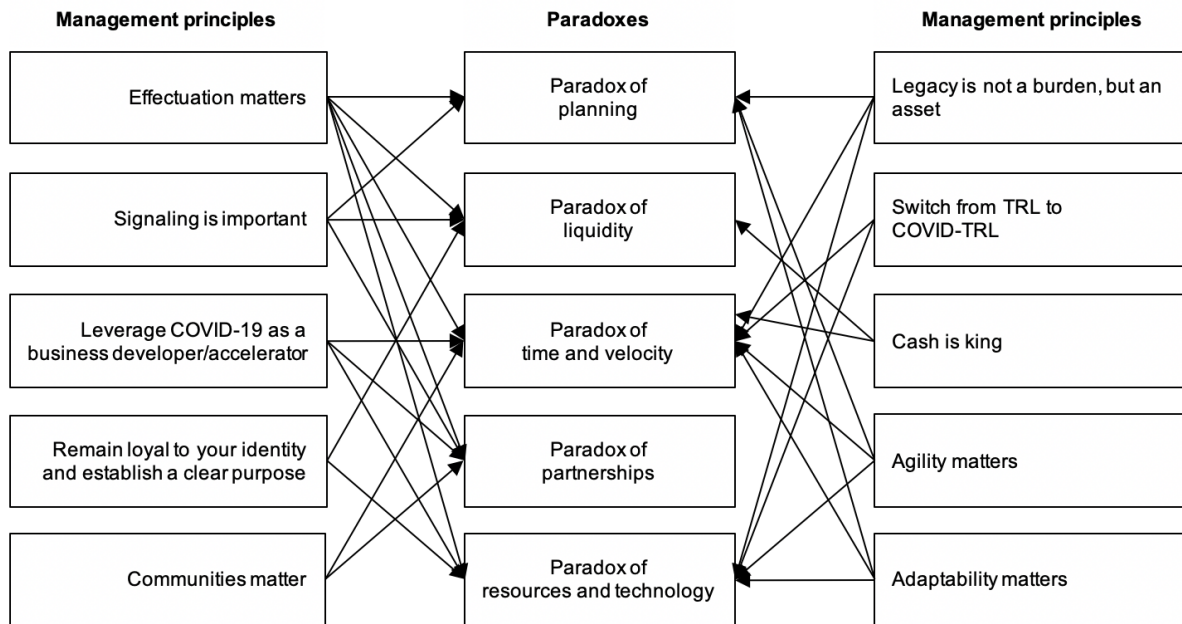 Management principles
Paradoxes
Management principles
Effectuation matters
Paradox of
planning
Legacy is not a burden, but an
asset
Signaling is important
Paradox of
liquidity
Switch from TRL to
COVID-TRL
Leverage COVID-19 as a
business developer/accelerator
Paradox of
time and velocity
Cash is king
Remain loyal to your identity
and establish a clear purpose
Paradox of
partnerships
Agility matters
Communities matter
Paradox of
resources and technology
Adaptability matters